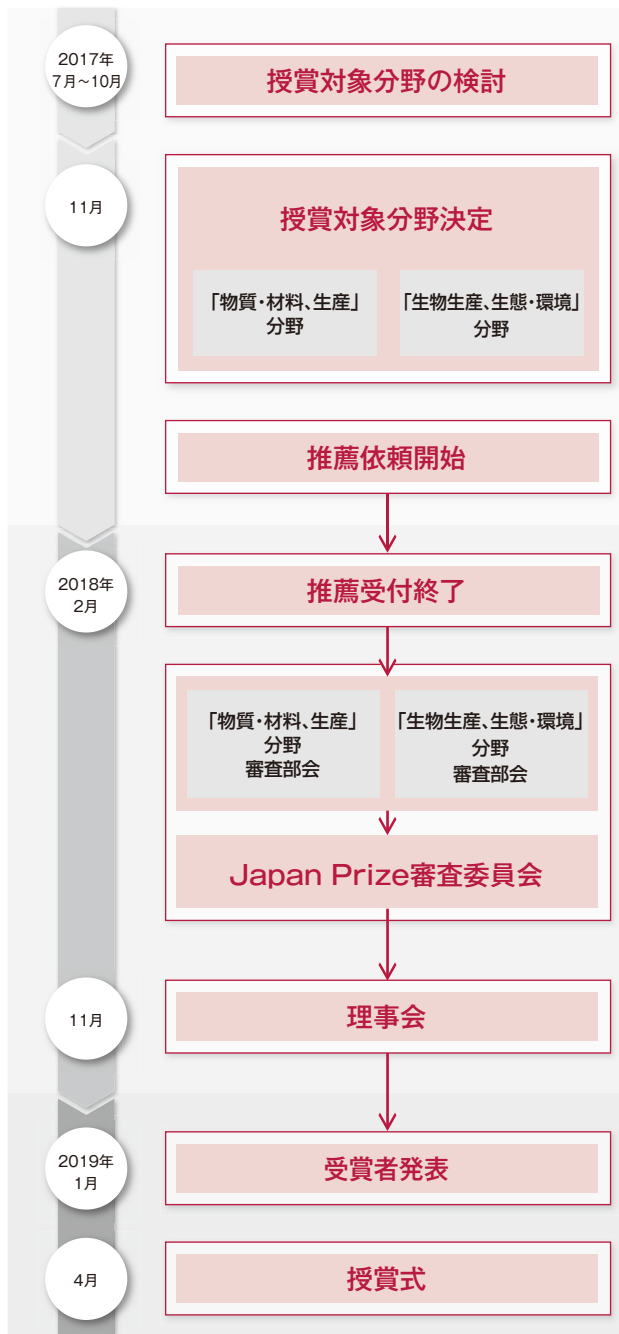 2017年
7月~10月
授賞対象分野の検討
11月
授賞対象分野決定
「物質・材料、生産」
分野
「生物生産、生態・環境」
分野
推薦依頼開始
2018年
2月
推薦受付終了
「物質・材料、生産」
分野
審査部会
「生物生産、生態・環境」
分野
審査部会
Japan Prize審査委員会
11月
理事会
2019年
1月
受賞者発表
4月
授賞式